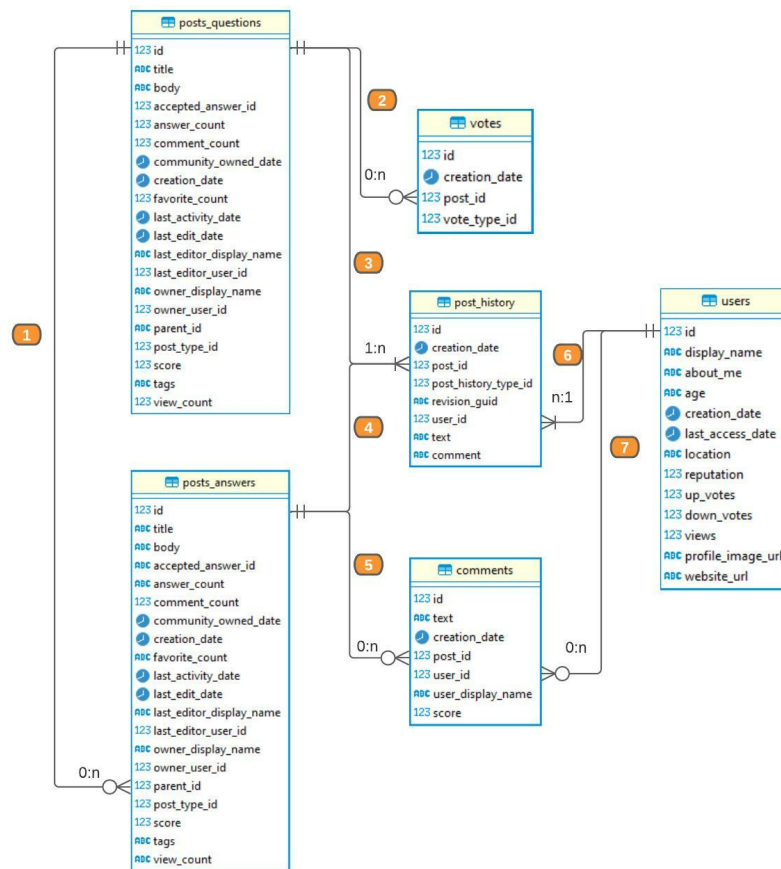 posts_questions
123 id
ABC title
ABC body
123 accepted_answer_id
123 answer_count
123 comment_count
community_owned_date
creation_date
123 favorite_count
last_activity_date
last_edit_date
ABC last_editor_display_name
123 last_editor_user_id
ABC owner_display_name
123 owner_user_id
ABC parent_id
123 post_type_id
123 score
ABC tags
123 view_count
1
2
0:n
votes
123 id
creation_date
123 post_id
123 vote_type_id
3
1:n
4
post_history
123 id
creation_date
123 post_id
123 post_history_type_id
ABC revision_guid
123 user_id
ABC text
ABC comment
6
n:1
7
users
123 id
ABC display_name
ABC about_me
ABC age
creation_date
last_access_date
ABC location
123 reputation
123 up_votes
123 down_votes
123 views
ABC profile_image_url
ABC website_url
posts_answers
123 id
ABC title
ABC body
ABC accepted_answer_id
ABC answer_count
123 comment_count
community_owned_date
creation_date
ABC favorite_count
last_activity_date
last_edit_date
ABC last_editor_display_name
123 last_editor_user_id
ABC owner_display_name
123 owner_user_id
123 parent_id
123 post_type_id
123 score
ABC tags
ABC view_count
0:n
5
0:n
comments
123 id
ABC text
creation_date
123 post_id
123 user_id
ABC user_display_name
123 score
0:n